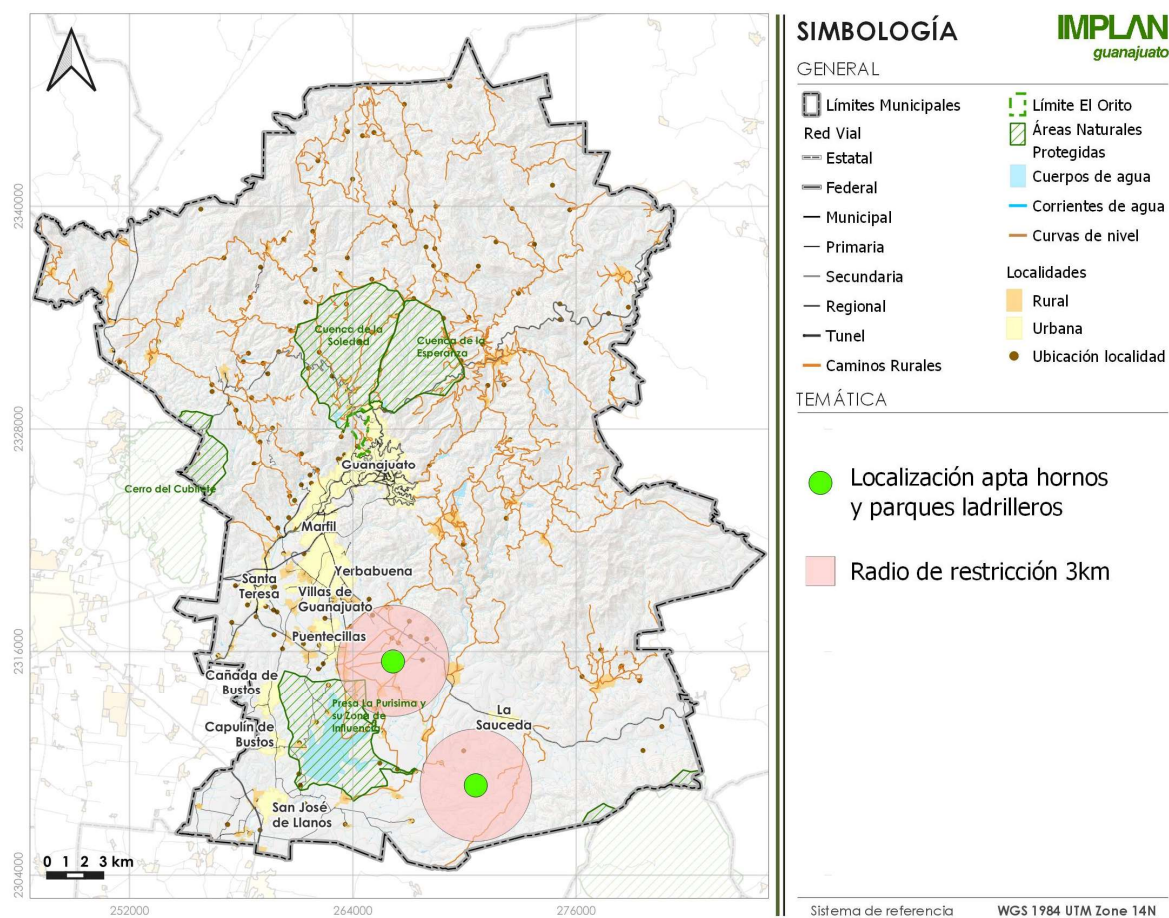 SIMBOLOGÍA
IMPLAN
guanajuato
GENERAL
Límites Municipales
Red Vial
Estatal
Federal
Municipal
Primaria
Secundaria
Regional
Tunel
Caminos Rurales
Límite El Orito
Áreas Naturales
Protegidas
Cuerpos de agua
Corrientes de agua
Curvas de nivel
Localidades
Rural
Urbana
Ubicación localidad
TEMÁTICA
Localización apta hornos
y parques ladrilleros
Radio de restricción 3km
Sistema de referencia
WGS 1984 UTM Zone 14N
2340000
2328000
2316000
2304000
252000
264000
276000
Cuenca de la
Soledad
Cuenca de la
Esperanza
Cerro del Cubilete
Guanajuato
Marfil
Yerbabuena
Santa
Teresa
Villas de
Guanajuato
Puentecillas
Cañada de
Bustos
Presa La Purisima y
su Zona de
Influencia
Capulín de
Bustos
La
Sauceda
San José
de Llanos
0 1 2 3 km